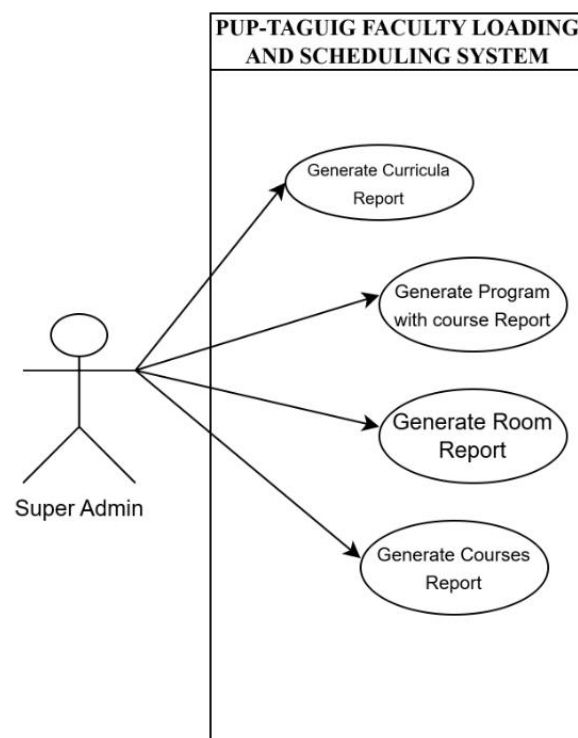 PUP-TAGUIG FACULTY LOADING
AND SCHEDULING SYSTEM
Generate Curricula
Report
Generate Program
with course Report
Generate Room
Report
Super Admin
Generate Courses
Report